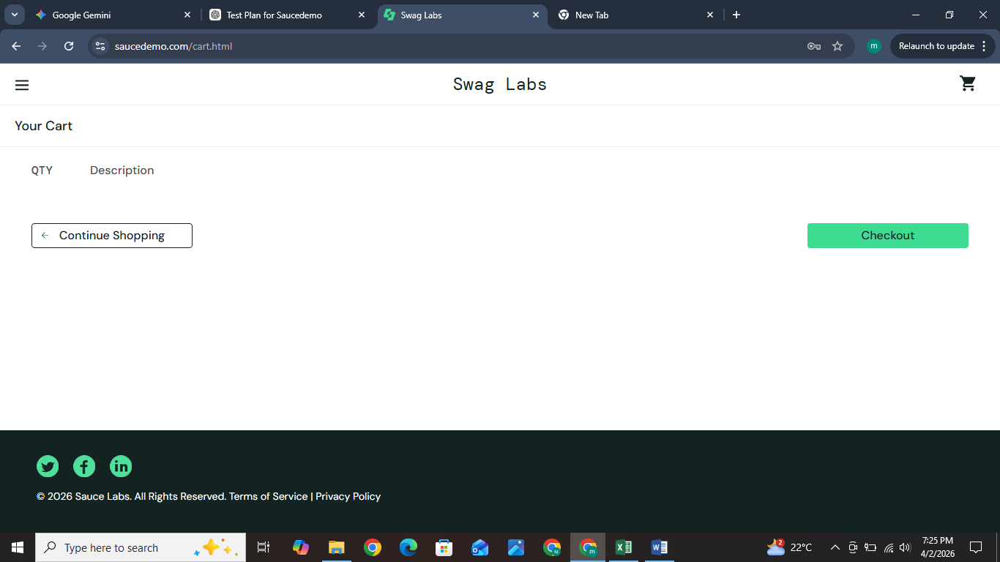 Google Gemini
Test Plan for Saucedemo
Swag Labs
New Tab
saucedemo.com/cart.html
m
Relaunch to update
Swag Labs
Your Cart
QTY Description
Continue Shopping
Checkout
© 2026 Sauce Labs. All Rights Reserved. Terms of Service | Privacy Policy
Type here to search
2
22°C
7:25 PM
4/2/2026